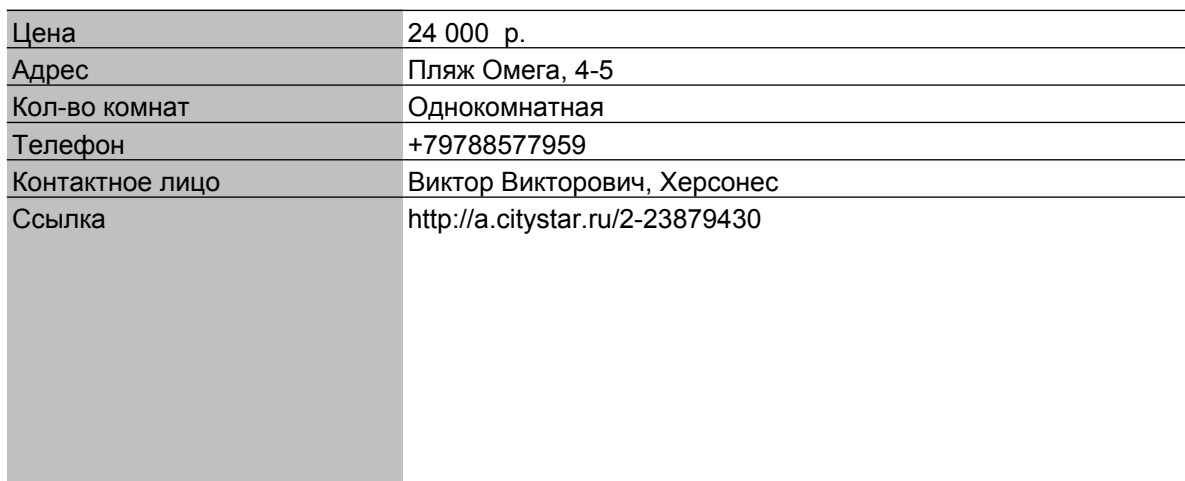 Цена 24 000 р.
Адрес Пляж Омега, 4-5
Кол-во комнат Однокомнатная
Телефон +79788577959
Контактное лицо Виктор Викторович, Херсонес
Ссылка http://a.citystar.ru/2-23879430